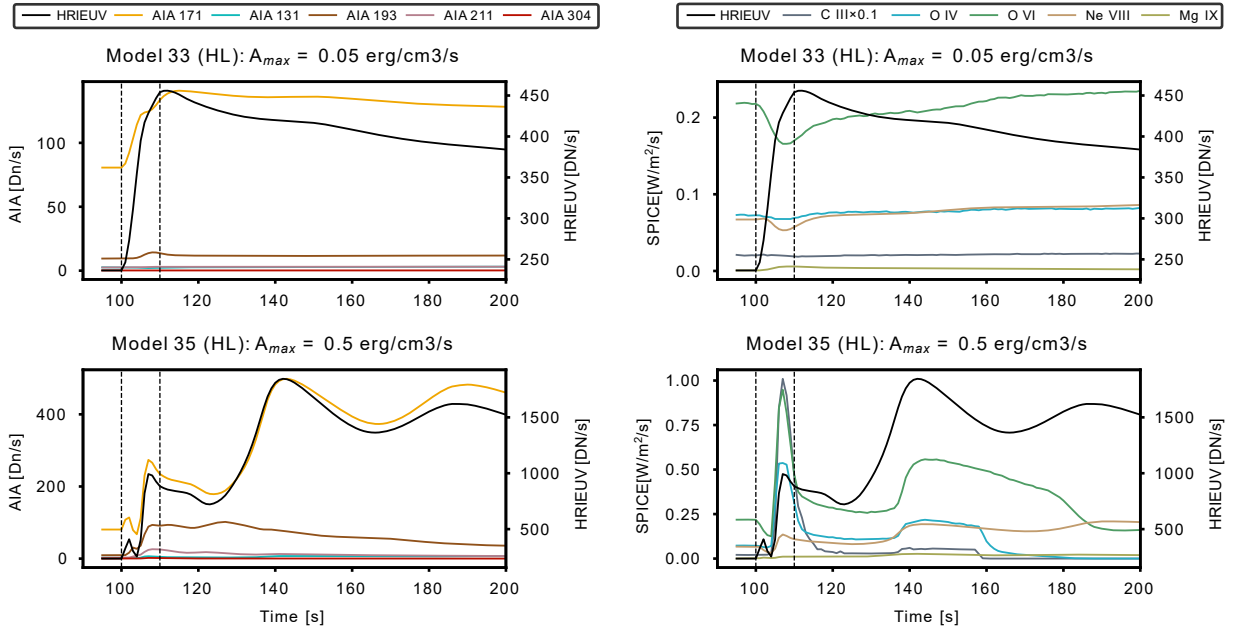 HRIEUV AIA 171 AIA 131 AIA 193 AIA 211 AIA 304
HRIEUV C III×0.1 O IV O VI Ne VIII Mg IX
Model 33 (HL): Amax = 0.05 erg/cm3/s
AIA [Dn/s]
100
50
0
450
400
350
300
250
HRIEUV[DN/s]
100 120 140 160 180 200
Model 33 (HL): Amax = 0.05 erg/cm3/s
SPICE[W/m²/s]
0.2
0.1
0.0
450
400
350
300
250
HRIEUV[DN/s]
100 120 140 160 180 200
Model 35 (HL): Amax = 0.5 erg/cm3/s
AIA [Dn/s]
400
200
0
1500
1000
500
HRIEUV[DN/s]
100 120 140 160 180 200
Time [s]
Model 35 (HL): Amax = 0.5 erg/cm3/s
SPICE[W/m²/s]
1.00
0.75
0.50
0.25
0.00
1500
1000
500
HRIEUV[DN/s]
100 120 140 160 180 200
Time [s]